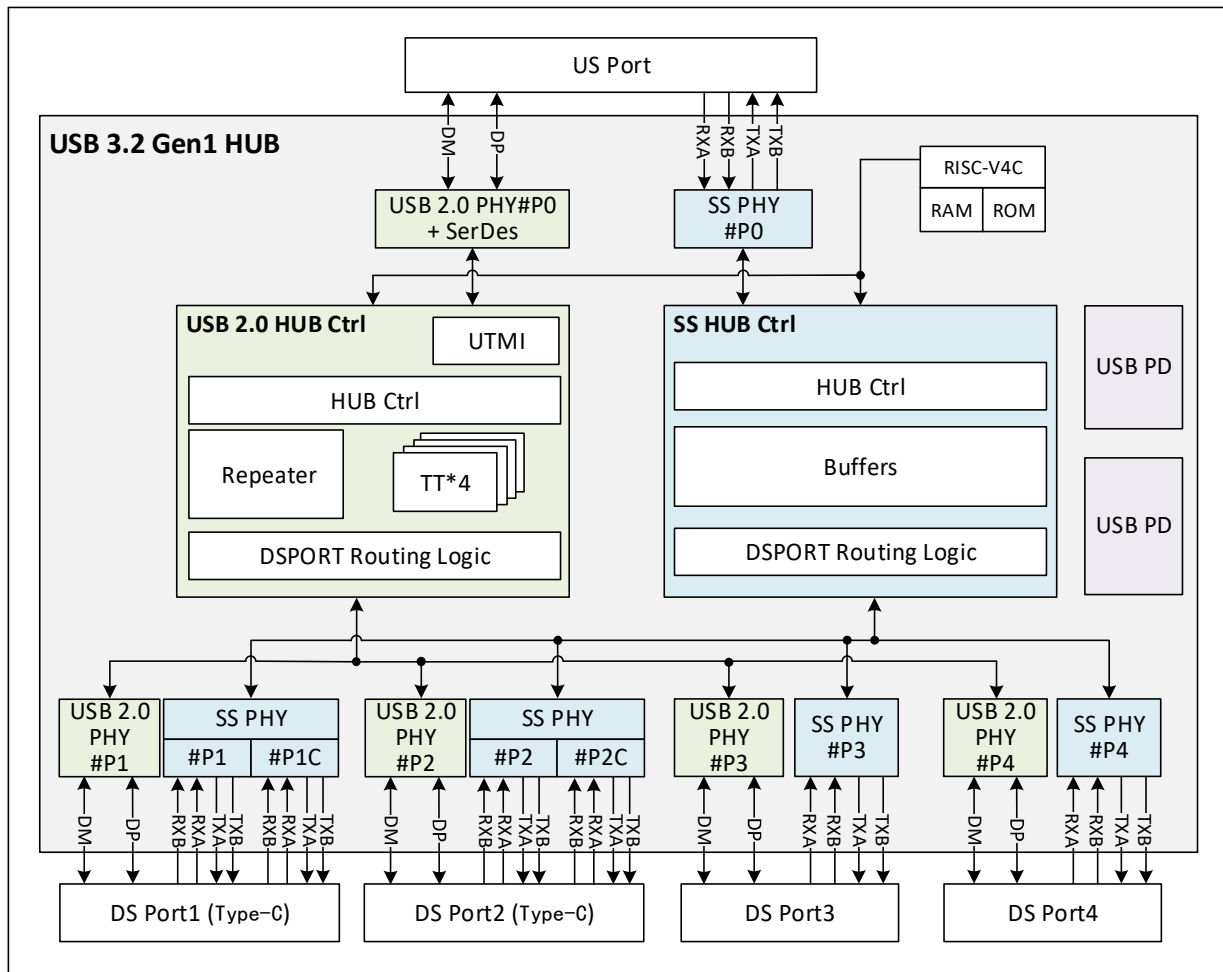 US Port
USB 3.2 Gen1 HUB
DM
DP
RXA
RXB
TXA
TXB
RISC-V4C
RAM
ROM
USB 2.0 PHY#P0
+ SerDes
SS PHY
#P0
USB 2.0 HUB Ctrl
UTMI
HUB Ctrl
Repeater
TT*4
DSPORT Routing Logic
SS HUB Ctrl
HUB Ctrl
Buffers
DSPORT Routing Logic
USB PD
USB PD
USB 2.0
PHY
#P1
SS PHY
#P1
#P1C
USB 2.0
PHY
#P2
SS PHY
#P2
#P2C
USB 2.0
PHY
#P3
SS PHY
#P3
USB 2.0
PHY
#P4
SS PHY
#P4
DM
DP
RXB
RXA
TXA
TXB
RXB
RXA
TXA
TXB
DM
DP
RXB
RXA
TXA
TXB
RXB
RXA
TXA
TXB
DM
DP
RXA
RXB
TXA
TXB
DM
DP
RXA
RXB
TXA
TXB
DS Port1 (Type-C)
DS Port2 (Type-C)
DS Port3
DS Port4